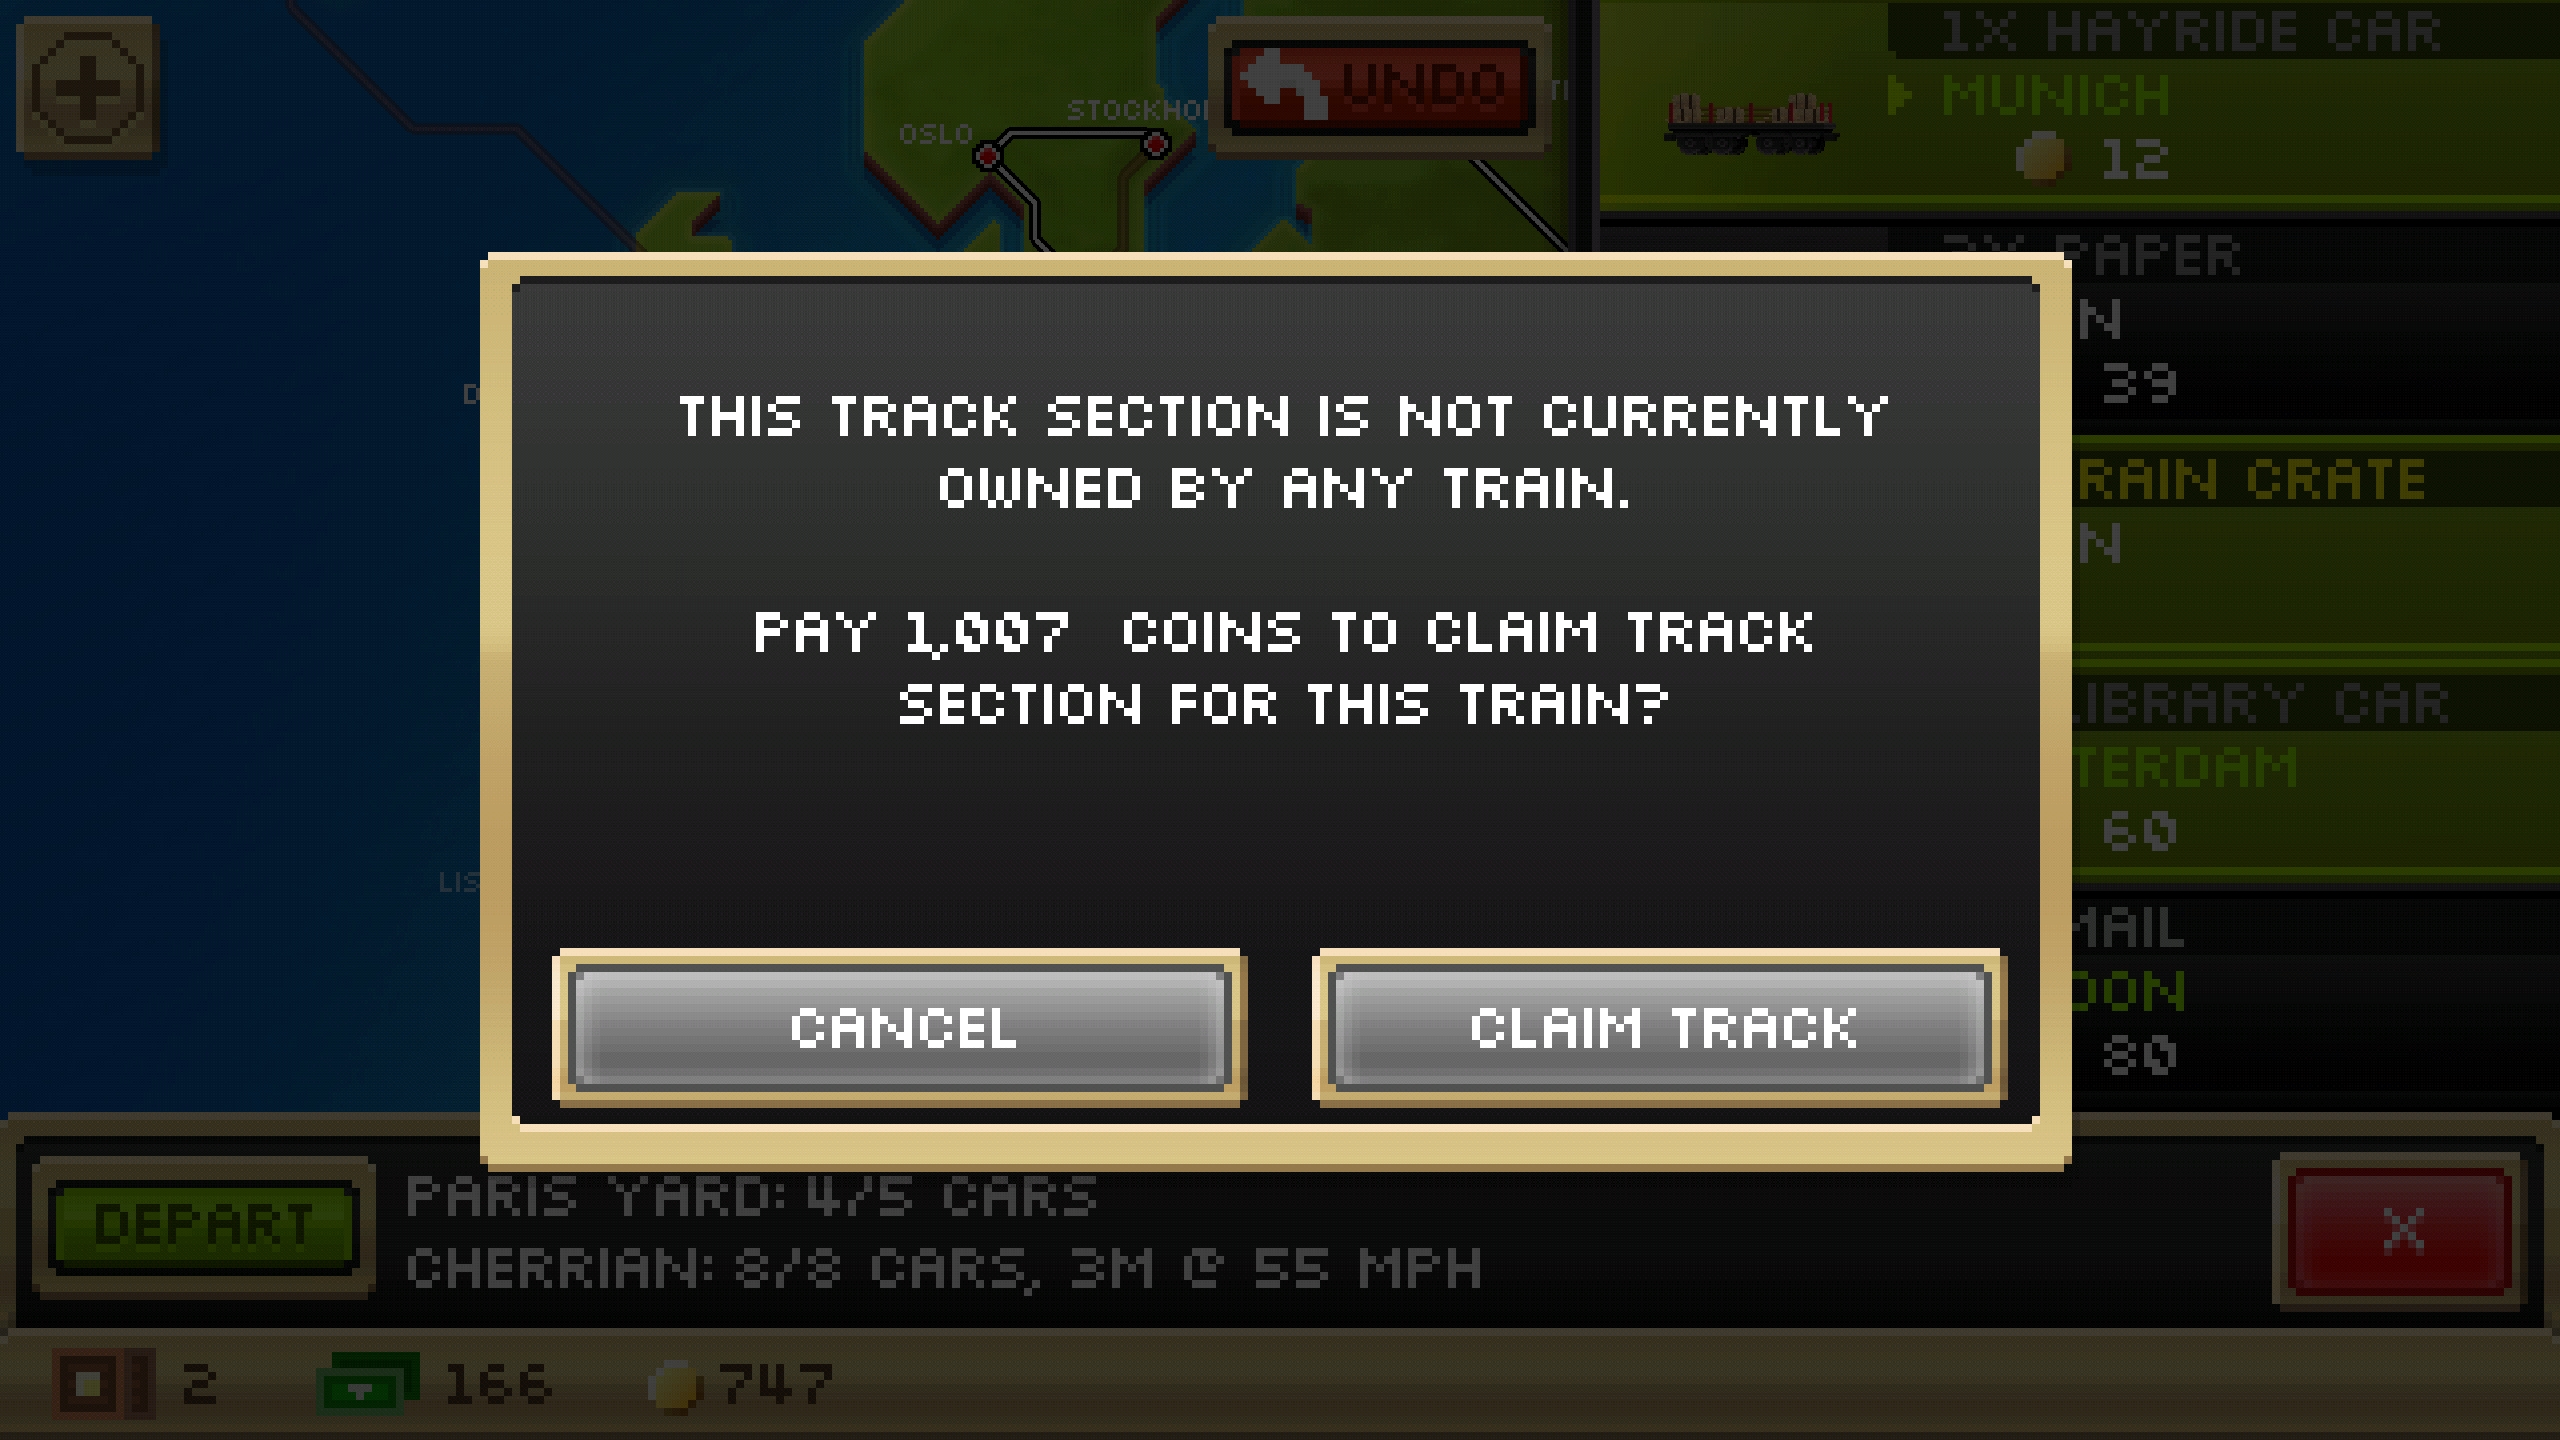 1X HAYRIDE CAR
UNDO
MUNICH
STOCKHOL
OSLO
12
2X PAPER
N
39
RAIN CRATE
N
THIS TRACK SECTION IS NOT CURRENTLY
OWNED BY ANY TRAIN.
PAY 1,007 COINS TO CLAIM TRACK
SECTION FOR THIS TRAIN?
LIBRARY CAR
TERDAM
60
LIS
MAIL
DON
80
CANCEL
CLAIM TRACK
DEPART
PARIS YARD: 4/5 CARS
CHERRIAN: 8/8 CARS, 3M @ 55 MPH
X
2
166
747